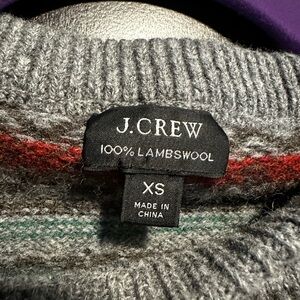 J.CREW
100% LAMBSWOOL
XS
MADE IN
CHINA